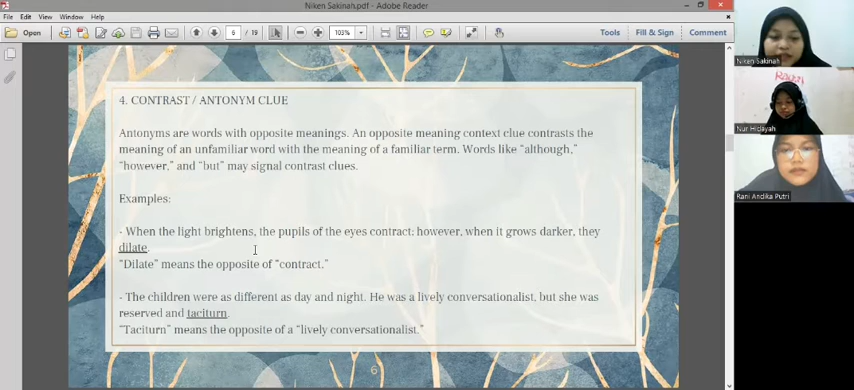 Niken Sakinah.pdf - Adobe Reader
File Edit View Window Help
Open 6 / 19 103% Tools Fill & Sign Comment
4. CONTRAST / ANTONYM CLUE
Antonyms are words with opposite meanings. An opposite meaning context clue contrasts the
meaning of an unfamiliar word with the meaning of a familiar term. Words like "although,"
"however," and "but" may signal contrast clues.
Examples:
- When the light brightens, the pupils of the eyes contract; however, when it grows darker, they
dilate.
"Dilate" means the opposite of "contract."
- The children were as different as day and night. He was a lively conversationalist, but she was
reserved and taciturn.
"Taciturn" means the opposite of a "lively conversationalist."
6
Niken Sakinah
Nur Hidayah
Rani Andika Putri